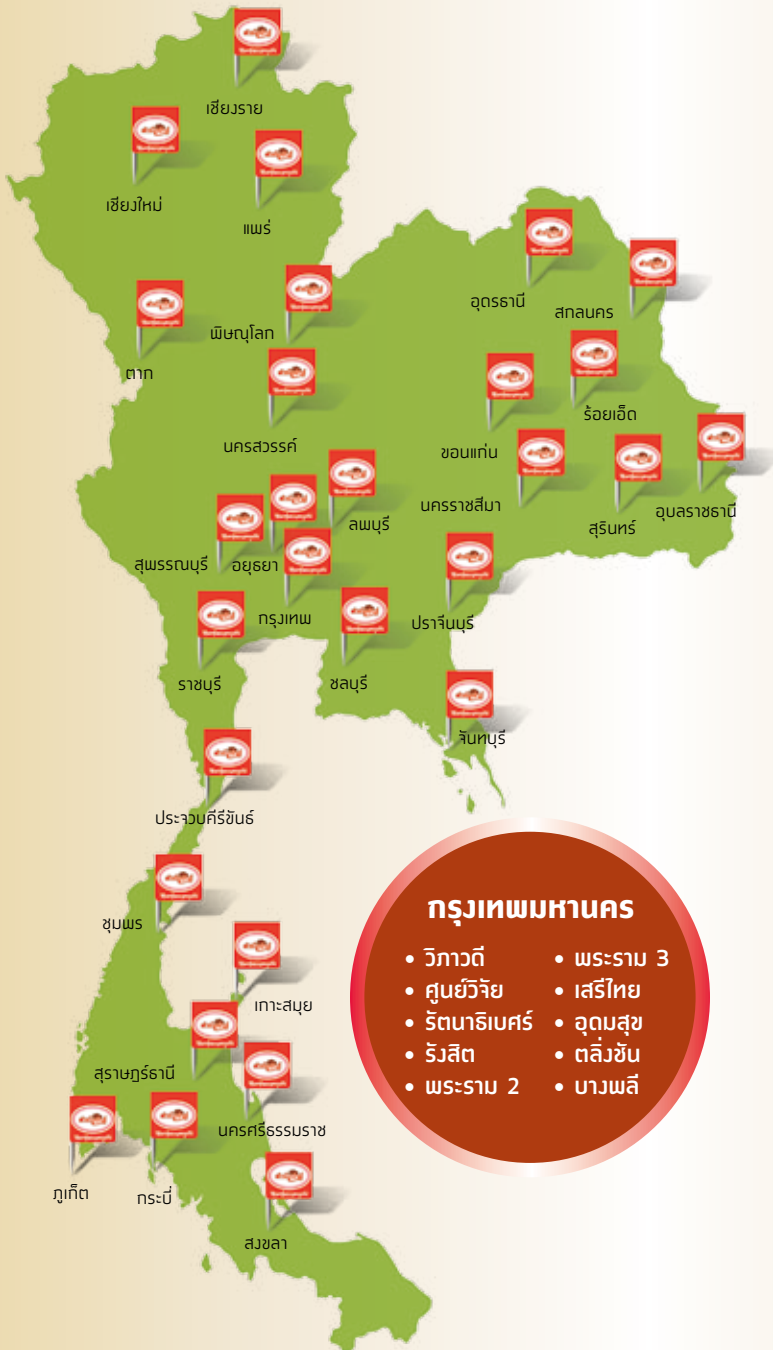 เชียงราย
เชียงใหม่
แพร่
อุดรธานี
สกลนคร
พิษณุโลก
ตาก
ร้อยเอ็ด
นครสวรรค์
ขอนแก่น
นครราชสีมา
อุบลราชธานี
ลพบุรี
สุรินทร์
สุพรรณบุรี
อยุธยา
กรุงเทพ
ปราจีนบุรี
ราชบุรี
ชลบุรี
จันทบุรี
ประจวบคีรีขันธ์
ชุมพร
เกาะสมุย
สุราษฎร์ธานี
นครศรีธรรมราช
ภูเก็ต
กระบี่
สงขลา
กรุงเทพมหานคร
• วิภาวดี
• ศูนย์วิจัย
• รัตนาธิเบศร์
• รังสิต
• พระราม 2
• พระราม 3
• เสรีไทย
• อุดมสุข
• ตลิ่งชัน
• บางพลี